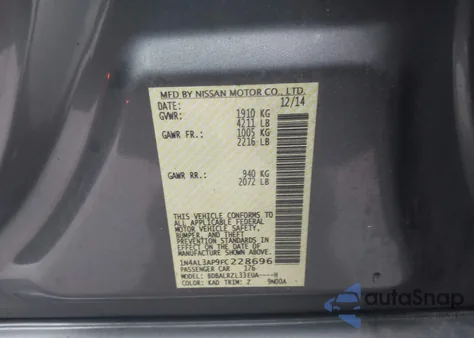 MFD BY NISSAN MOTOR CO., LTD.
DATE: 12/14
GVWR: 1910 KG
4211 LB
GAWR FR: 1005 KG
2216 LB
GAWR RR: 940 KG
2072 LB
THIS VEHICLE CONFORMS
TO ALL APPLICABLE FEDERAL
MOTOR VEHICLE SAFETY,
BUMPER, AND THEFT
PREVENTION STANDARDS IN
EFFECT ON THE DATE OF
MANUFACTURE SHOWN ABOVE.
1N4AL3AP9FC228696
PASSENGER CAR 176
MODEL: BDBALRZL33EUA----H
COLOR: KAD TRIM: Z
autoSnap